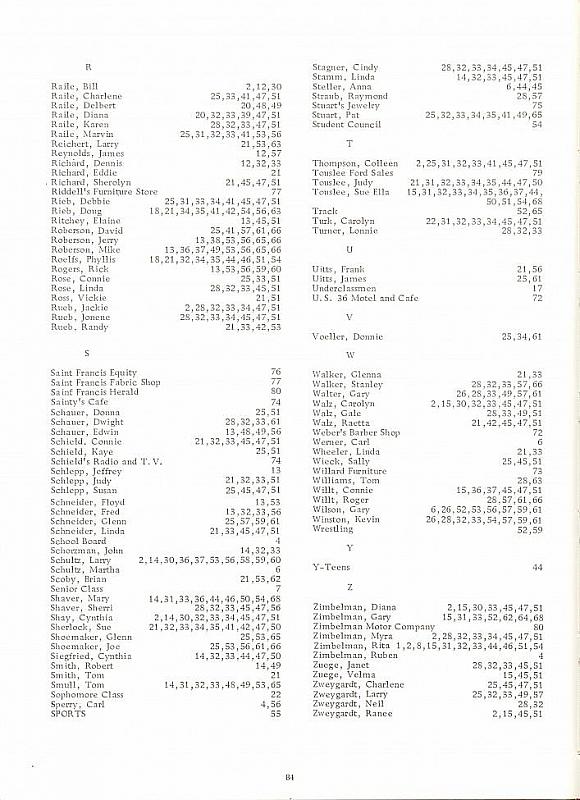 R
Raile, Bill 2,12,30
Raile, Charlene 25,33,41,47,51
Raile, Delbert 20,48,49
Raile, Diana 20,32,33,39,47,51
Raile, Karen 28,32,33,47,51
Raile, Marvin 25,31,32,33,41,53,56
Reichert, Larry 21,53,63
Reynolds, James 12,57
Richard, Dennis 12,32,33
Richard, Eddie 21
Richard, Sherolyn 21,45,47,51
Riddell's Furniture Store 77
Rieb, Debbie 25,31,33,34,41,45,47,51
Rieb, Doug 18,21,34,35,41,42,54,56,63
Ritchey, Elaine 13,45,51
Roberson, David 25,41,57,61,66
Roberson, Jerry 13,38,53,56,65,66
Roberson, Mike 13,36,37,49,53,56,65,66
Roelfs, Phyllis 18,21,32,34,35,44,46,51,54
Rogers, Rick 13,53,56,59,60
Rose, Connie 25,33,51
Rose, Linda 28,32,33,45,51
Ross, Vickie 21,51
Rueb, Jackie 2,28,32,33,34,47,51
Rueb, Jonene 28,32,33,34,45,47,51
Rueb, Randy 21,33,42,53
S
Saint Francis Equity 76
Saint Francis Fabric Shop 77
Saint Francis Herald 80
Sainty's Cafe 74
Schauer, Donna 25,51
Schauer, Dwight 28,32,33,61
Schauer, Edwin 13,48,49,56
Schield, Connie 21,32,33,45,47,51
Schield, Kaye 25,51
Schield's Radio and T. V. 74
Schlepp, Jeffrey 13
Schlepp, Judy 21,32,33,51
Schlepp, Susan 25,45,47,51
Schneider, Floyd 13,53
Schneider, Fred 13,32,33,56
Schneider, Glenn 25,57,59,61
Schneider, Linda 21,33,45,47,51
School Board 4
Schorzman, John 14,32,33
Schultz, Larry 2,14,30,36,37,53,56,58,59,60
Schultz, Martha 6
Scoby, Brian 21,53,62
Senior Class 7
Shaver, Mary 14,31,33,36,44,46,50,54,68
Shaver, Sherri 28,32,33,45,47,56
Shay, Cynthia 2,14,30,32,33,34,45,47,51
Sherlock, Sue 21,32,33,34,35,41,42,47,50
Shoemaker, Glenn 25,53,65
Shoemaker, Joe 25,53,56,61,66
Siegfried, Cynthia 14,32,33,44,47,50
Smith, Robert 14,49
Smith, Tom 21
Smull, Tom 14,31,32,33,48,49,53,65
Sophomore Class 22
Sperry, Carl 4,56
SPORTS 55
Stagner, Cindy 28,32,33,34,45,47,51
Stamm, Linda 14,32,33,45,47,51
Steller, Anna 6,44,45
Straub, Raymond 28,57
Stuart's Jewelry 75
Stuart, Pat 25,32,33,34,35,41,49,65
Student Council 54
T
Thompson, Colleen 2,25,31,32,33,41,45,47,51
Touslee Ford Sales 79
Touslee, Judy 21,31,32,33,34,35,44,47,50
Touslee, Sue Ella 15,31,32,33,34,35,36,37,44,
50,51,54,68
Track 52,65
Turk, Carolyn 22,31,32,33,34,45,47,51
Turner, Lonnie 28,32,33
U
Uitts, Frank 21,56
Uitts, James 25,61
Underclassmen 17
U.S. 36 Motel and Cafe 72
V
Voeller, Donnie 25,34,61
W
Walker, Glenna 21,33
Walker, Stanley 28,32,33,57,66
Walter, Gary 26,28,33,49,57,61
Walz, Carolyn 2,15,30,32,33,45,47,51
Walz, Gale 28,33,49,51
Walz, Raetta 21,42,45,47,51
Weber's Barber Shop 72
Werner, Carl 6
Wheeler, Linda 21,33
Wieck, Sally 25,45,51
Willard Furniture 73
Williams, Tom 28,63
Willt, Connie 15,36,37,45,47,51
Willt, Roger 28,57,61,66
Wilson, Gary 6,26,52,53,56,57,59,61
Winston, Kevin 26,28,32,33,54,57,59,61
Wrestling 52,59
Y
Y-Teens 44
Z
Zimbelman, Diana 2,15,30,33,45,47,51
Zimbelman, Gary 15,31,33,52,62,64,68
Zimbelman Motor Company 80
Zimbelman, Myra 2,28,32,33,34,45,47,51
Zimbelman, Rita 1,2,8,15,31,32,33,44,46,51,54
Zimbelman, Ruben 4
Zuege, Janet 28,32,33,45,51
Zuege, Velma 15,45,51
Zweygardt, Charlene 25,45,47,51
Zweygardt, Larry 25,32,33,49,57
Zweygardt, Neil 28,32
Zweygardt, Ranee 2,15,45,51
84